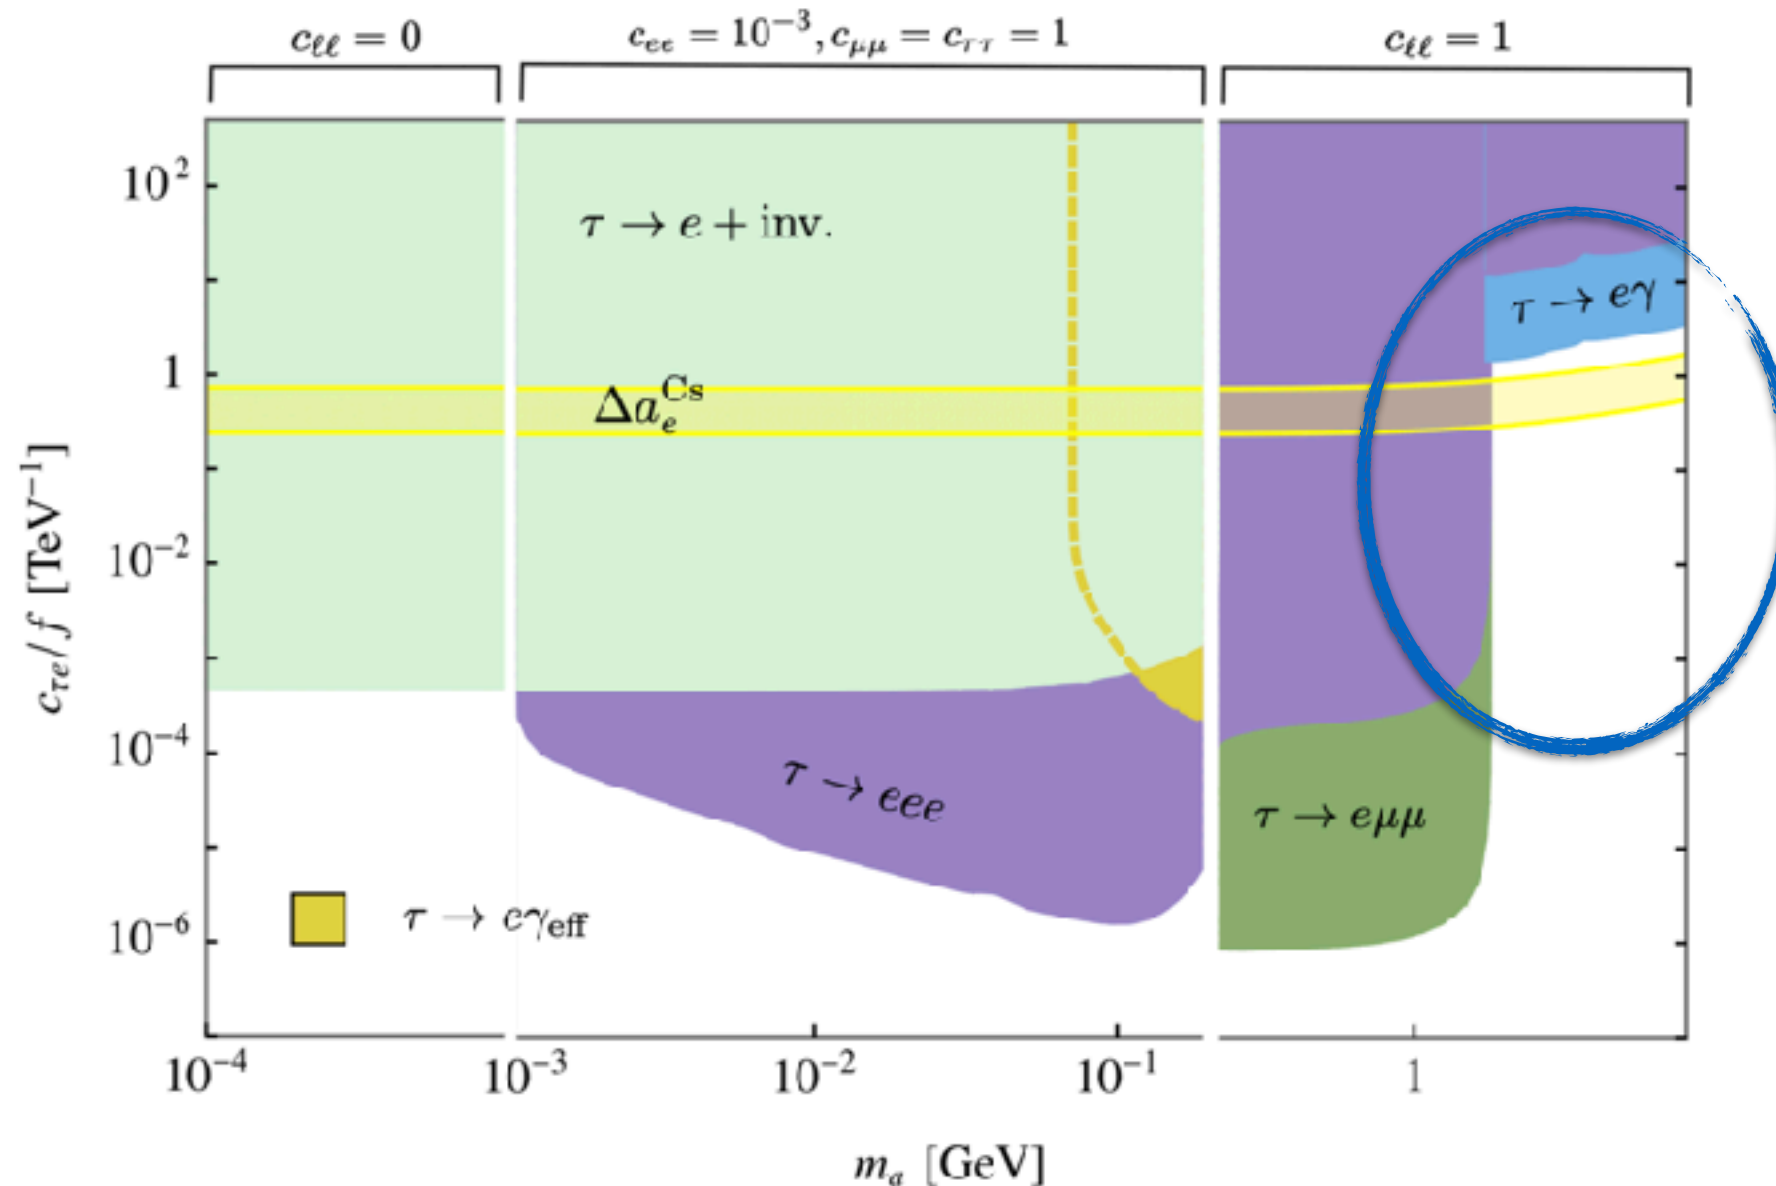 c_{ℓℓ} = 0
c_{ee} = 10^{−3}, c_{μμ} = c_{ττ} = 1
c_{ℓℓ} = 1
10^2
1
10^{−2}
10^{−4}
10^{−6}
c_{τe}/f [TeV^{−1}]
τ → e + inv.
Δa_e^{Cs}
τ → eγ
τ → eee
τ → eμμ
τ → eγ_{eff}
10^{−4}
10^{−3}
10^{−2}
10^{−1}
1
m_a [GeV]